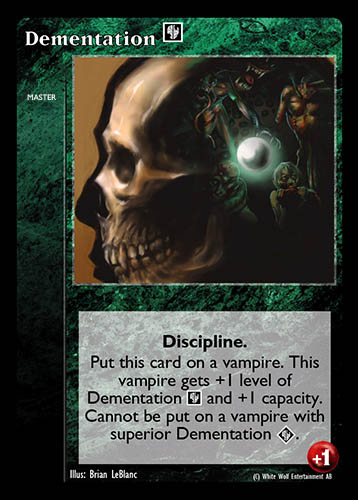 Dementation
MASTER
Discipline.
Put this card on a vampire. This
vampire gets +1 level of
Dementation and +1 capacity.
Cannot be put on a vampire with
superior Dementation .
+1
Illus: Brian LeBlanc
(C) White Wolf Entertainment AB